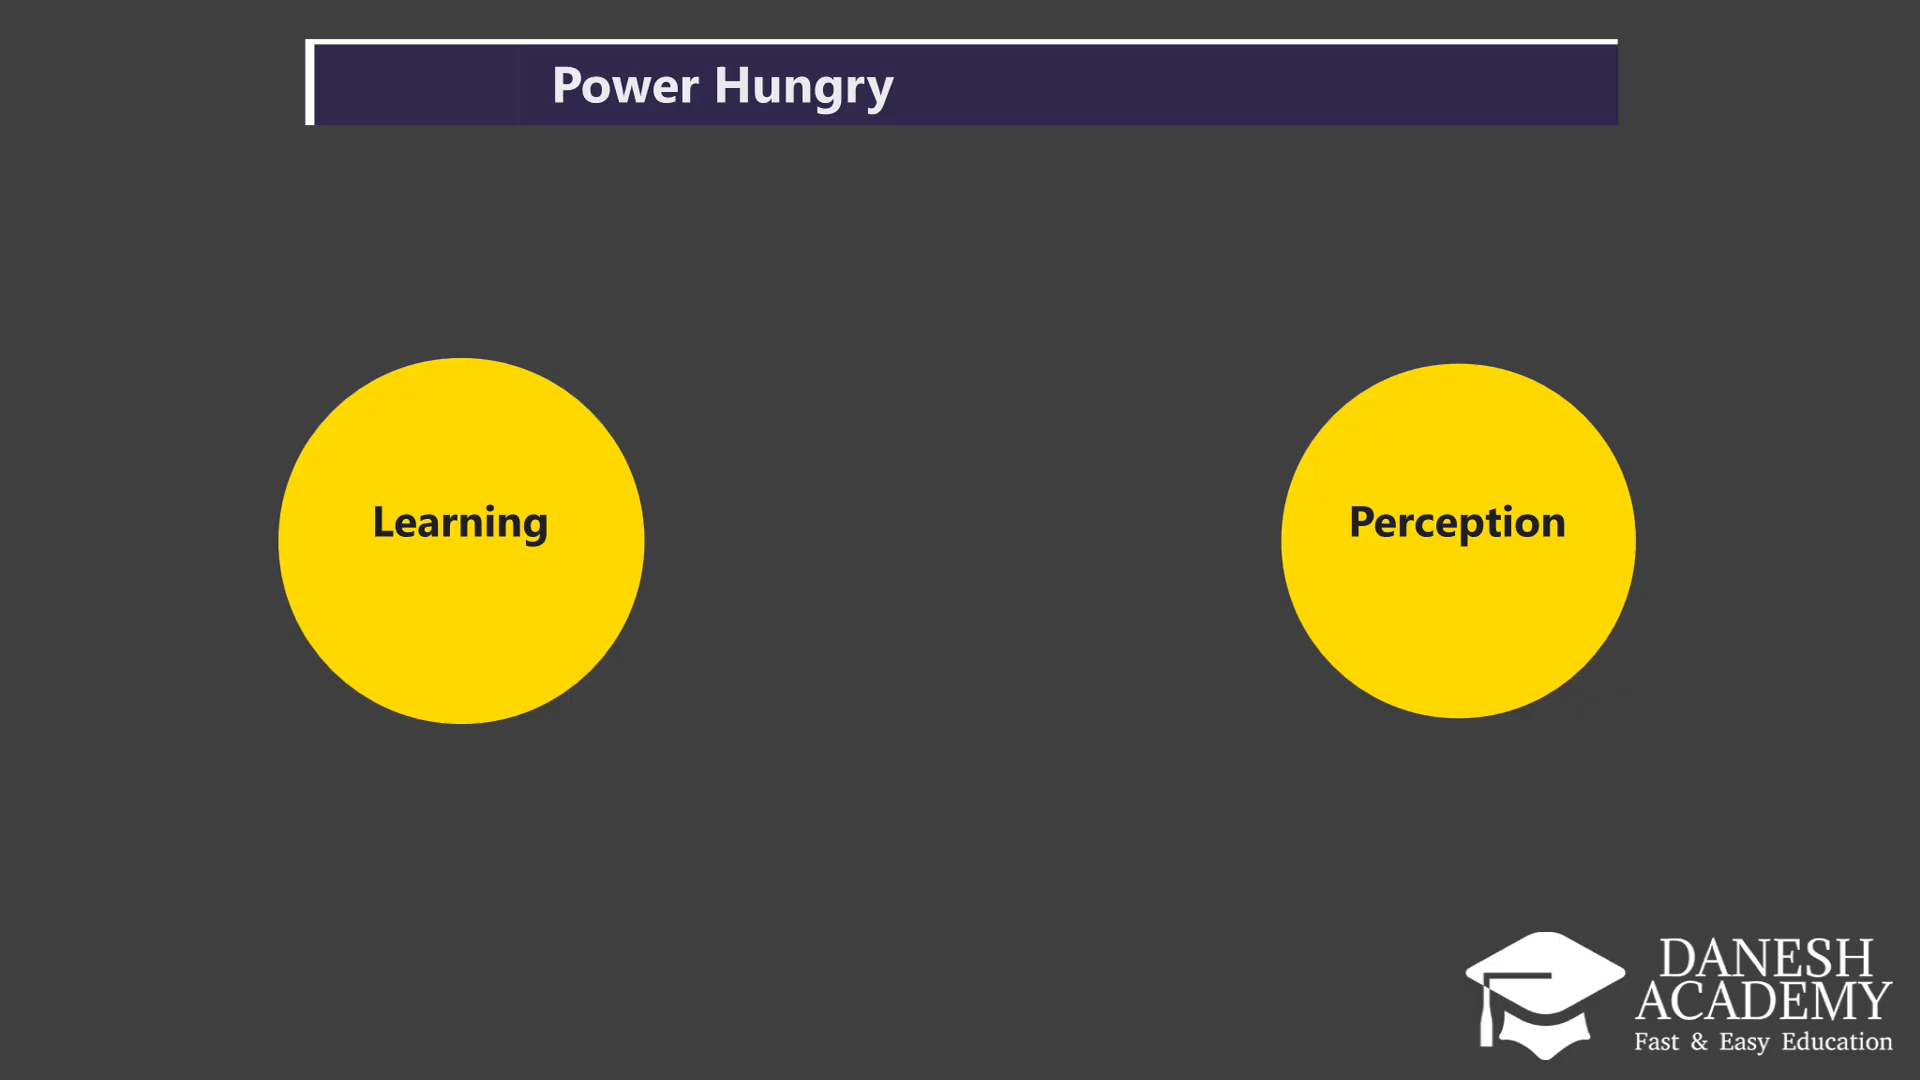 Power Hungry
Learning
Perception
DANESH
ACADEMY
Fast & Easy Education